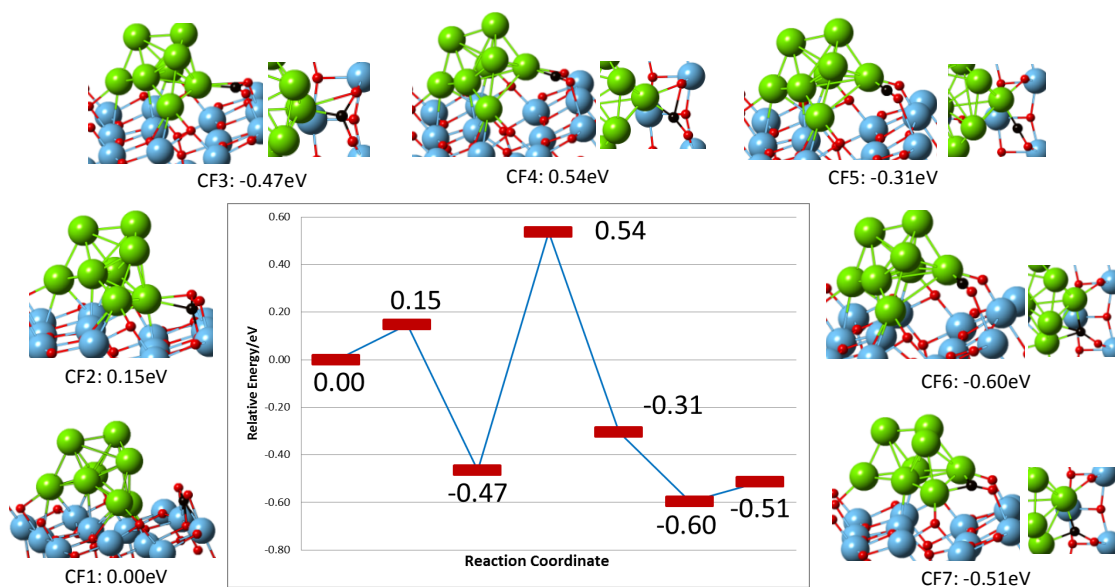 CF3: -0.47eV
CF4: 0.54eV
CF5: -0.31eV
CF2: 0.15eV
CF1: 0.00eV
Relative Energy/eV
0.60
0.40
0.20
0.00
-0.20
-0.40
-0.60
-0.80
0.00
0.15
-0.47
0.54
-0.31
-0.60
-0.51
Reaction Coordinate
CF6: -0.60eV
CF7: -0.51eV